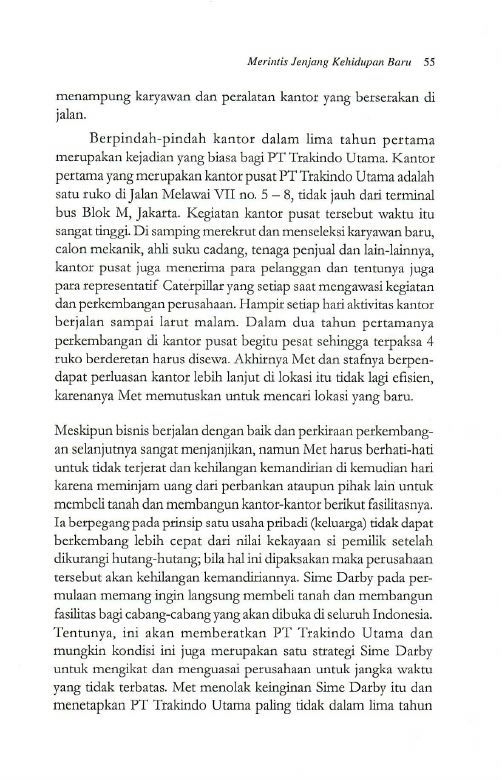 Merintis Jenjang Kehidupan Baru 55
menampung karyawan dan peralatan kantor yang berserakan di
jalan.
Berpindah-pindah kantor dalam lima tahun pertama
merupakan kejadian yang biasa bagi PT Trakindo Utama. Kantor
pertama yang merupakan kantor pusat PT Trakindo Utama adalah
satu ruko di Jalan Melawai VII no. 5 – 8, tidak jauh dari terminal
bus Blok M, Jakarta. Kegiatan kantor pusat tersebut waktu itu
sangat tinggi. Di samping merekrut dan menseleksi karyawan baru,
calon mekanik, ahli suku cadang, tenaga penjual dan lain-lainnya,
kantor pusat juga menerima para pelanggan dan tentunya juga
para representatif Caterpillar yang setiap saat mengawasi kegiatan
dan perkembangan perusahaan. Hampir setiap hari aktivitas kantor
berjalan sampai larut malam. Dalam dua tahun pertamanya
perkembangan di kantor pusat begitu pesat sehingga terpaksa 4
ruko berderetan harus disewa. Akhirnya Met dan stafnya berpen-
dapat perluasan kantor lebih lanjut di lokasi itu tidak lagi efisien,
karenanya Met memutuskan untuk mencari lokasi yang baru.
Meskipun bisnis berjalan dengan baik dan perkiraan perkembang-
an selanjutnya sangat menjanjikan, namun Met harus berhati-hati
untuk tidak terjerat dan kehilangan kemandirian di kemudian hari
karena meminjam uang dari perbankan ataupun pihak lain untuk
membeli tanah dan membangun kantor-kantor berikut fasilitasnya.
Ia berpegang pada prinsip satu usaha pribadi (keluarga) tidak dapat
berkembang lebih cepat dari nilai kekayaan si pemilik setelah
dikurangi hutang-hutang; bila hal ini dipaksakan maka perusahaan
tersebut akan kehilangan kemandiriannya. Sime Darby pada per-
mulaan memang ingin langsung membeli tanah dan membangun
fasilitas bagi cabang-cabang yang akan dibuka di seluruh Indonesia.
Tentunya, ini akan memberatkan PT Trakindo Utama dan
mungkin kondisi ini juga merupakan satu strategi Sime Darby
untuk mengikat dan menguasai perusahaan untuk jangka waktu
yang tidak terbatas. Met menolak keinginan Sime Darby itu dan
menetapkan PT Trakindo Utama paling tidak dalam lima tahun